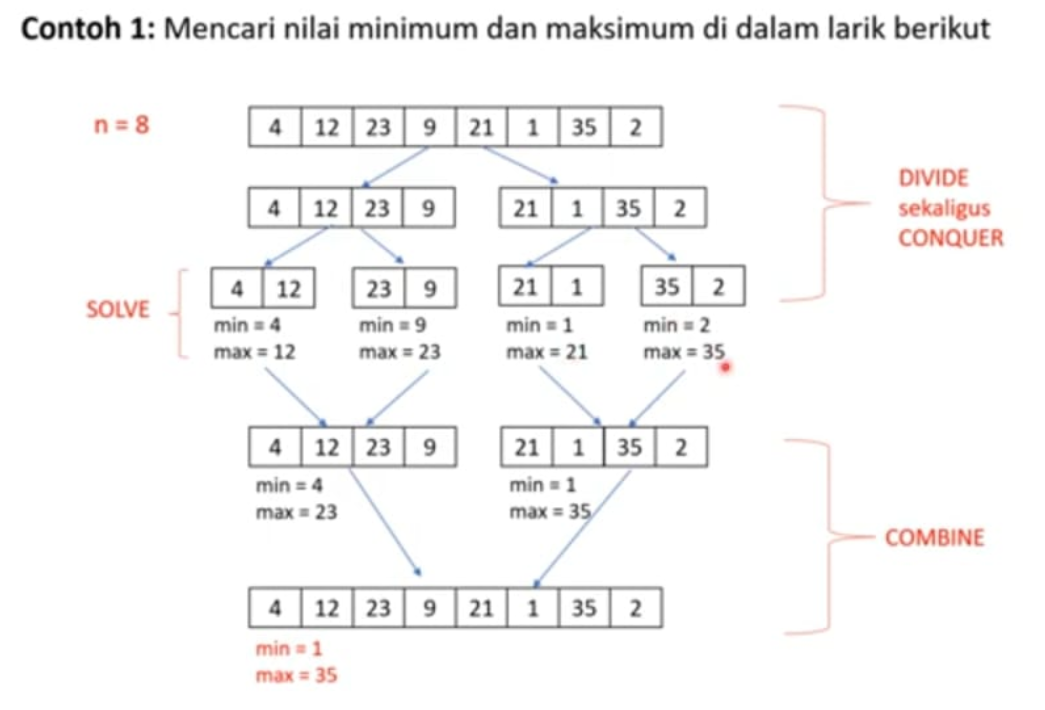 Contoh 1: Mencari nilai minimum dan maksimum di dalam larik berikut
n = 8
4 12 23 9 21 1 35 2
DIVIDE
sekaligus
CONQUER
4 12 23 9
21 1 35 2
SOLVE
4 12
min = 4
max = 12
23 9
min = 9
max = 23
21 1
min = 1
max = 21
35 2
min = 2
max = 35
4 12 23 9
min = 4
max = 23
21 1 35 2
min = 1
max = 35
COMBINE
4 12 23 9 21 1 35 2
min = 1
max = 35